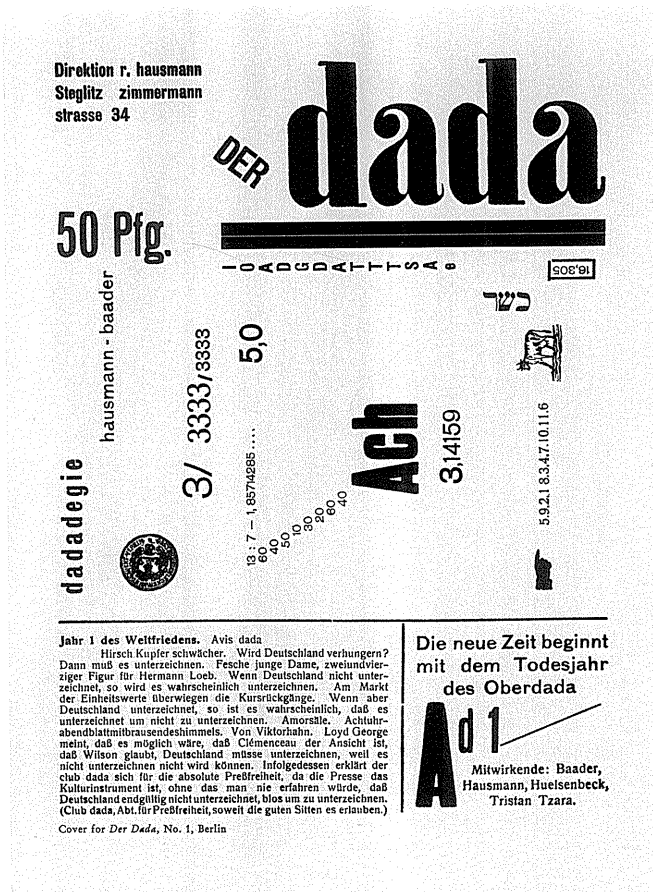 Direktion r. hausmann
Steglitz zimmermann
strasse 34
DER
dada
50 Pfg.
IOADGDATTTSAe
16,305
כשר
hausmann - baader
dadadegie
3/ 3333/3333
5,0
13 : 7 — 1, 85714285 ....
60
40
50
10
30
20
60
40
Ach
3,14159
5.9.2.1 8.3.4.7.10.11.6
Jahr 1 des Weltfriedens. Avis dada
Hirsch Kupfer schwächer. Wird Deutschland verhungern?
Dann muß es unterzeichnen. Fesche junge Dame, zweiundvier-
ziger Figur für Hermann Loeb. Wenn Deutschland nicht unter-
zeichnet, so wird es wahrscheinlich unterzeichnen. Am Markt
der Einheitswerte überwiegen die Kursrückgänge. Wenn aber
Deutschland unterzeichnet, so ist es wahrscheinlich, daß es
unterzeichnet um nicht zu unterzeichnen. Amorsäle. Achtuhr-
abendblattmitbrausendeshimmels. Von Viktorhahn. Loyd George
meint, daß es möglich wäre, daß Clémenceau der Ansicht ist,
daß Wilson glaubt, Deutschland müsse unterzeichnen, weil es
nicht unterzeichnen nicht wird können. Infolgedessen erklärt der
club dada sich für die absolute Preßfreiheit, da die Presse das
Kulturinstrument ist, ohne das man nie erfahren würde, daß
Deutschland endgültig nicht unterzeichnet, blos um zu unterzeichnen.
(Club dada, Abt. für Preßfreiheit, soweit die guten Sitten es erlauben.)
Die neue Zeit beginnt
mit dem Todesjahr
des Oberdada
Ad 1
Mitwirkende: Baader,
Hausmann, Huelsenbeck,
Tristan Tzara.
Cover for Der Dada, No. 1, Berlin